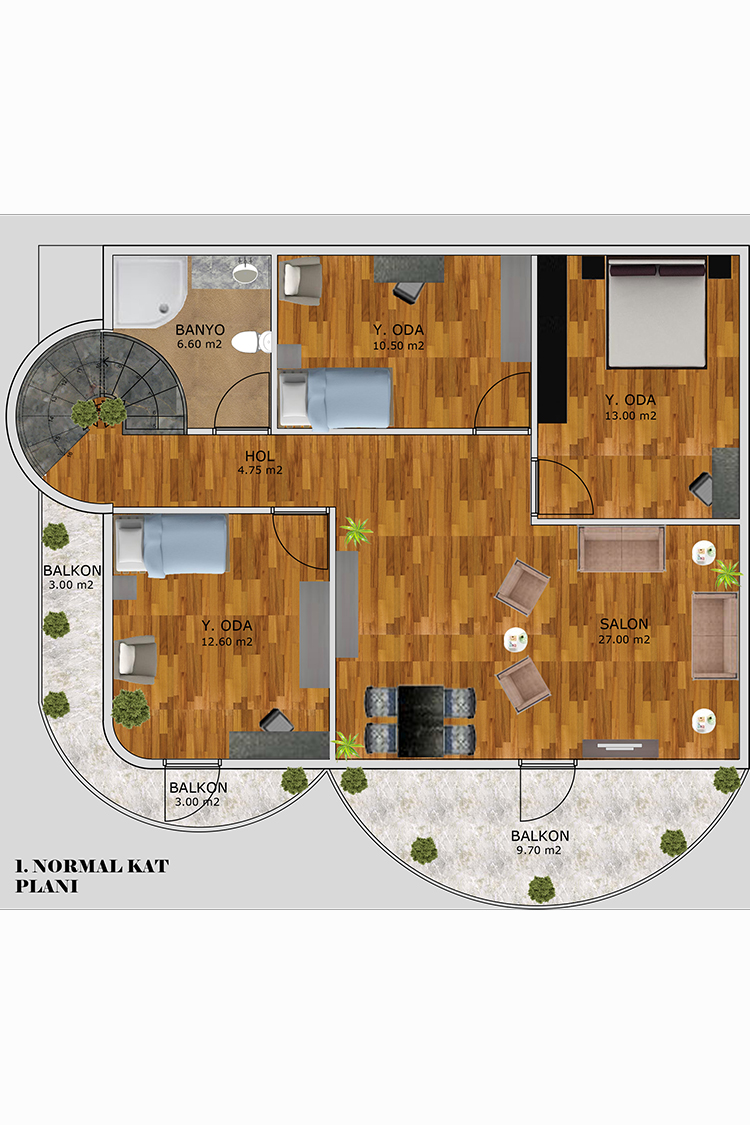 BANYO
6.60 m2
Y. ODA
10.50 m2
Y. ODA
13.00 m2
HOL
4.75 m2
BALKON
3.00 m2
Y. ODA
12.60 m2
SALON
27.00 m2
BALKON
3.00 m2
BALKON
9.70 m2
1. NORMAL KAT
PLANI